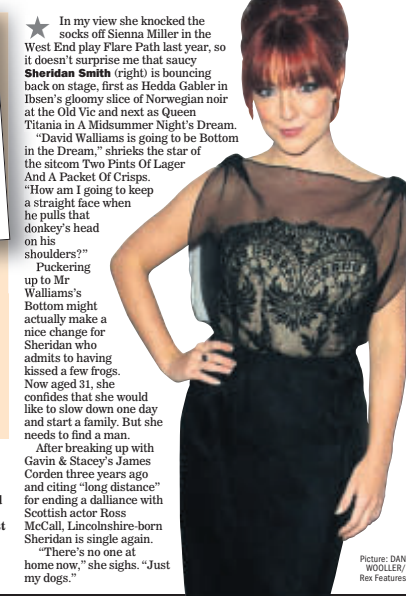 In my view she knocked the
socks off Sienna Miller in the
West End play Flare Path last year, so
it doesn't surprise me that saucy
Sheridan Smith (right) is bouncing
back on stage, first as Hedda Gabler in
Ibsen's gloomy slice of Norwegian noir
at the Old Vic and next as Queen
Titania in A Midsummer Night's Dream.
"David Walliams is going to be Bottom
in the Dream," shrieks the star of
the sitcom Two Pints Of Lager
And A Packet Of Crisps.
"How am I going to keep
a straight face when
he pulls that
donkey's head
on his
shoulders?"
Puckering
up to Mr
Walliams's
Bottom might
actually make a
nice change for
Sheridan who
admits to having
kissed a few frogs.
Now aged 31, she
confides that she would
like to slow down one day
and start a family. But she
needs to find a man.
After breaking up with
Gavin & Stacey's James
Corden three years ago
and citing "long distance"
for ending a dalliance with
Scottish actor Ross
McCall, Lincolnshire-born
Sheridan is single again.
"There's no one at
home now," she sighs. "Just
my dogs."
Picture: DAN
WOOLLER/
Rex Features